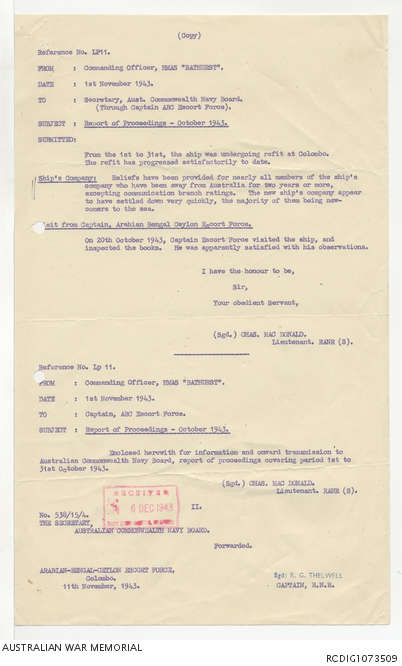 (Copy)
Reference No. LP11.
FROM : Commanding Officer, HMAS "BATHURST".
DATE : 1st November 1943.
TO : Secretary, Aust. Commonwealth Navy Board.
(Through Captain ABC Escort Force).
SUBJECT : Report of Proceedings - October 1943.
SUBMITTED:
From the 1st to 31st, the ship was undergoing refit at Colombo.
The refit has progressed satisfactorily to date.
Ship's Company: Reliefs have been provided for nearly all members of the ship's
company who have been away from Australia for two years or more,
excepting communication branch ratings. The new ship's company appear
to have settled down very quickly, the majority of them being new-
comers to the sea.
isit from Captain, Arabian Bengal Ceylon Escort Force.
On 20th October 1943, Captain Escort Force visited the ship, and
inspected the books. He was apparently satisfied with his observations.
I have the honour to be,
Sir,
Your obedient Servant,
(Sgd.) CHAS. MAC DONALD.
Lieutenant. RANR (S).
Reference No. Lp 11.
FROM : Commanding Officer, HMAS "BATHURST".
DATE : 1st November 1943.
TO : Captain, ABC Escort Force.
SUBJECT : Report of Proceedings - October 1943.
Enclosed herewith for information and onward transmission to
Australian Commonwealth Navy Board, report of proceedings covering period 1st to
31st October 1943.
(Sgd.) CHAS. MAC DONALD.
Lieutenant. RANR (S).
RECEIVED
6 DEC 1943
II.
No. 538/15/4.
THE SECRETARY,
AUSTRALIAN COMMONWEALTH NAVY BOARD.
Forwarded.
ARABIAN-BENGAL-CEYLON ESCORT FORCE,
Colombo.
11th November, 1943.
Sgd: R. G. THELWELL
CAPTAIN, R.N.R.
AUSTRALIAN WAR MEMORIAL
RCDIG1073509